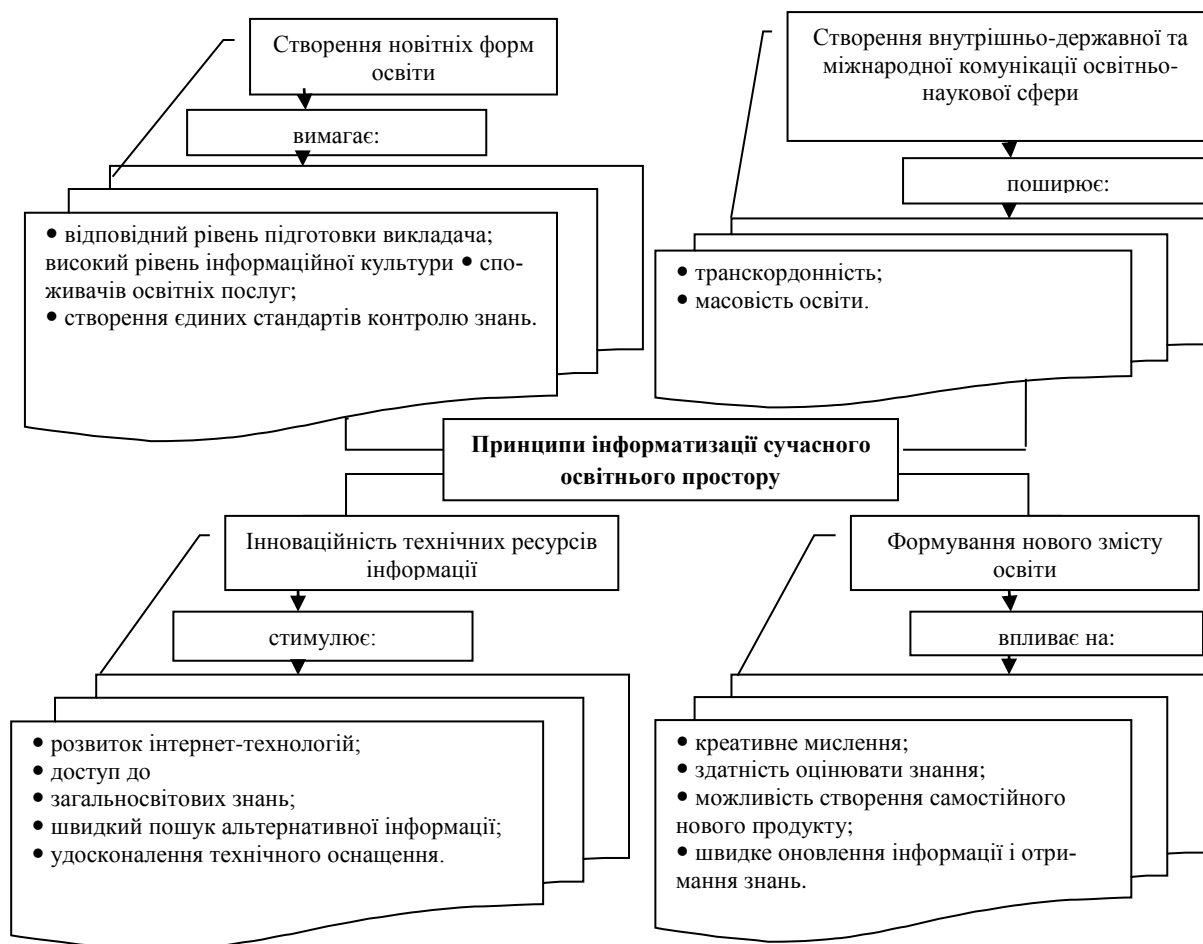 Створення новітніх форм
освіти
вимагає:
● відповідний рівень підготовки викладача;
високий рівень інформаційної культури ● спо-
живачів освітніх послуг;
● створення єдиних стандартів контролю знань.
Створення внутрішньо-державної та
міжнародної комунікації освітньо-
наукової сфери
поширює:
● транскордонність;
● масовість освіти.
Принципи інформатизації сучасного
освітнього простору
Інноваційність технічних ресурсів
інформації
стимулює:
● розвиток інтернет-технологій;
● доступ до
● загальносвітових знань;
● швидкий пошук альтернативної інформації;
● удосконалення технічного оснащення.
Формування нового змісту
освіти
впливає на:
● креативне мислення;
● здатність оцінювати знання;
● можливість створення самостійного
нового продукту;
● швидке оновлення інформації і отри-
мання знань.